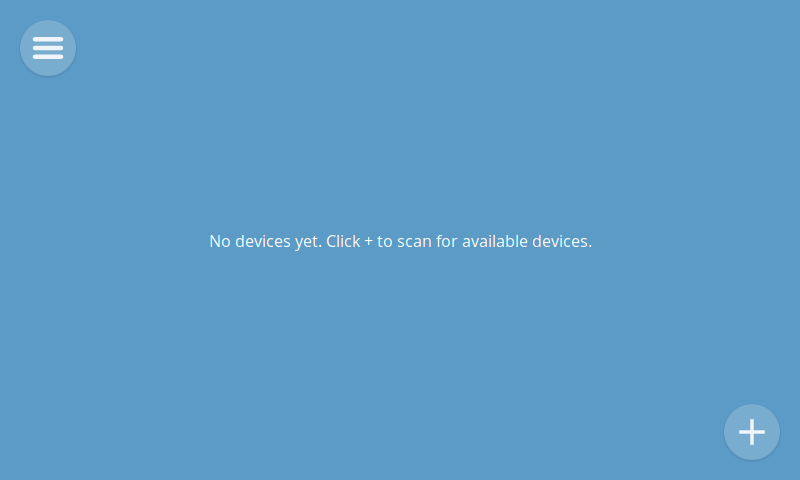 No devices yet. Click + to scan for available devices.